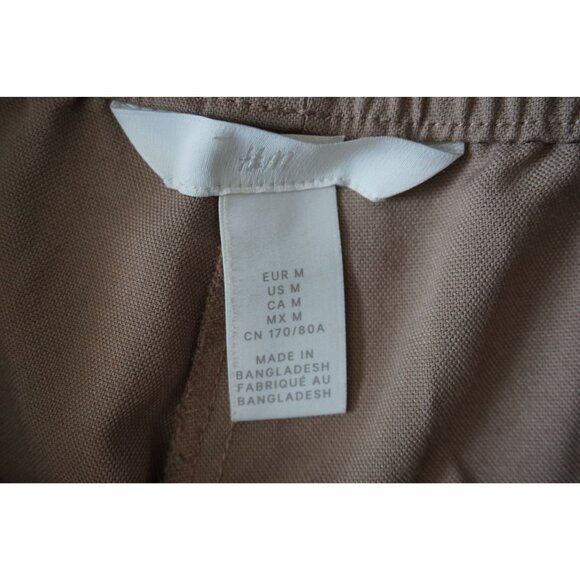 H&M
EUR M
US M
CA M
MX M
CN 170/80A
MADE IN
BANGLADESH
FABRIQUÉ AU
BANGLADESH